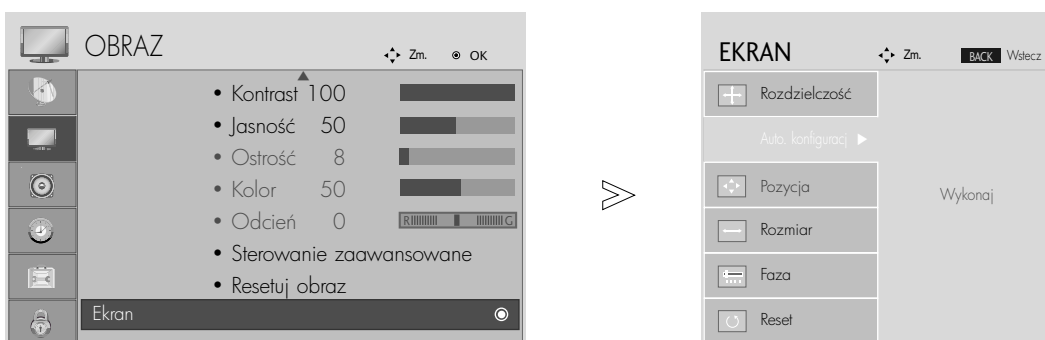 OBRAZ
Zm. OK
• Kontrast 100
• Jasność 50
• Ostrość 8
• Kolor 50
• Odcień 0 R G
• Sterowanie zaawansowane
• Resetuj obraz
Ekran
EKRAN
Zm. BACK Wstecz
Rozdzielczość
Auto. konfiguracj
Pozycja
Wykonaj
Rozmiar
Faza
Reset